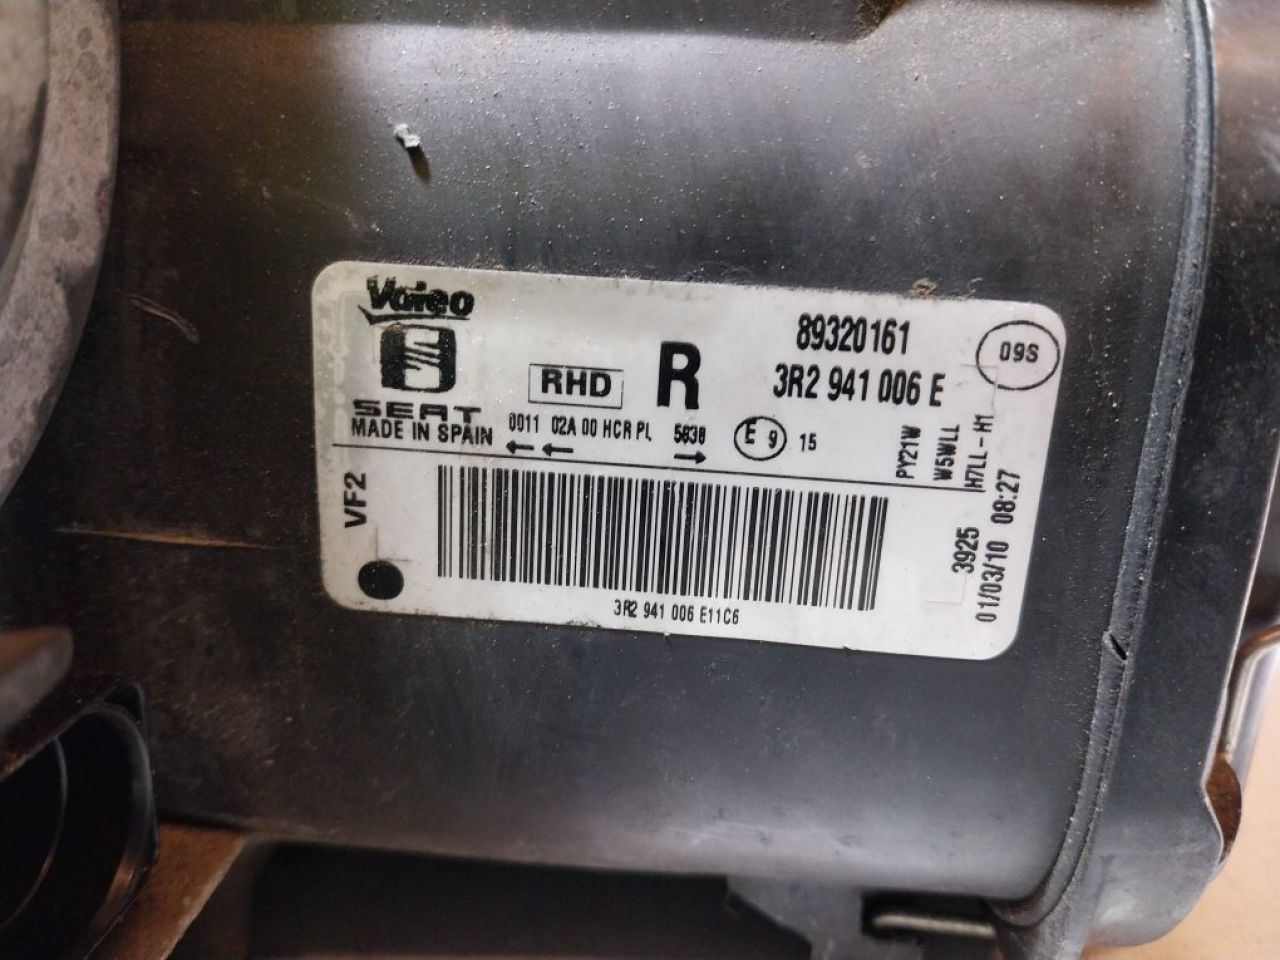 Valeo
SEAT
MADE IN SPAIN
RHD
R
89320161
3R2 941 006 E
09S
0011 02A 00 HCR PL 5838
E 9 15
PY21W
W5WLL
H7LL-H1
VF2
3925
01/03/10 08:27
3R2 941 006 E11C6